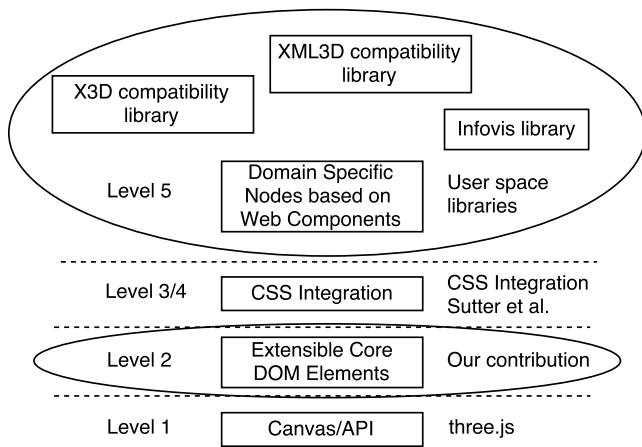 XML3D compatibility
library
X3D compatibility
library
Infovis library
Level 5
Domain Specific
Nodes based on
Web Components
User space
libraries
Level 3/4
CSS Integration
CSS Integration
Sutter et al.
Level 2
Extensible Core
DOM Elements
Our contribution
Level 1
Canvas/API
three.js